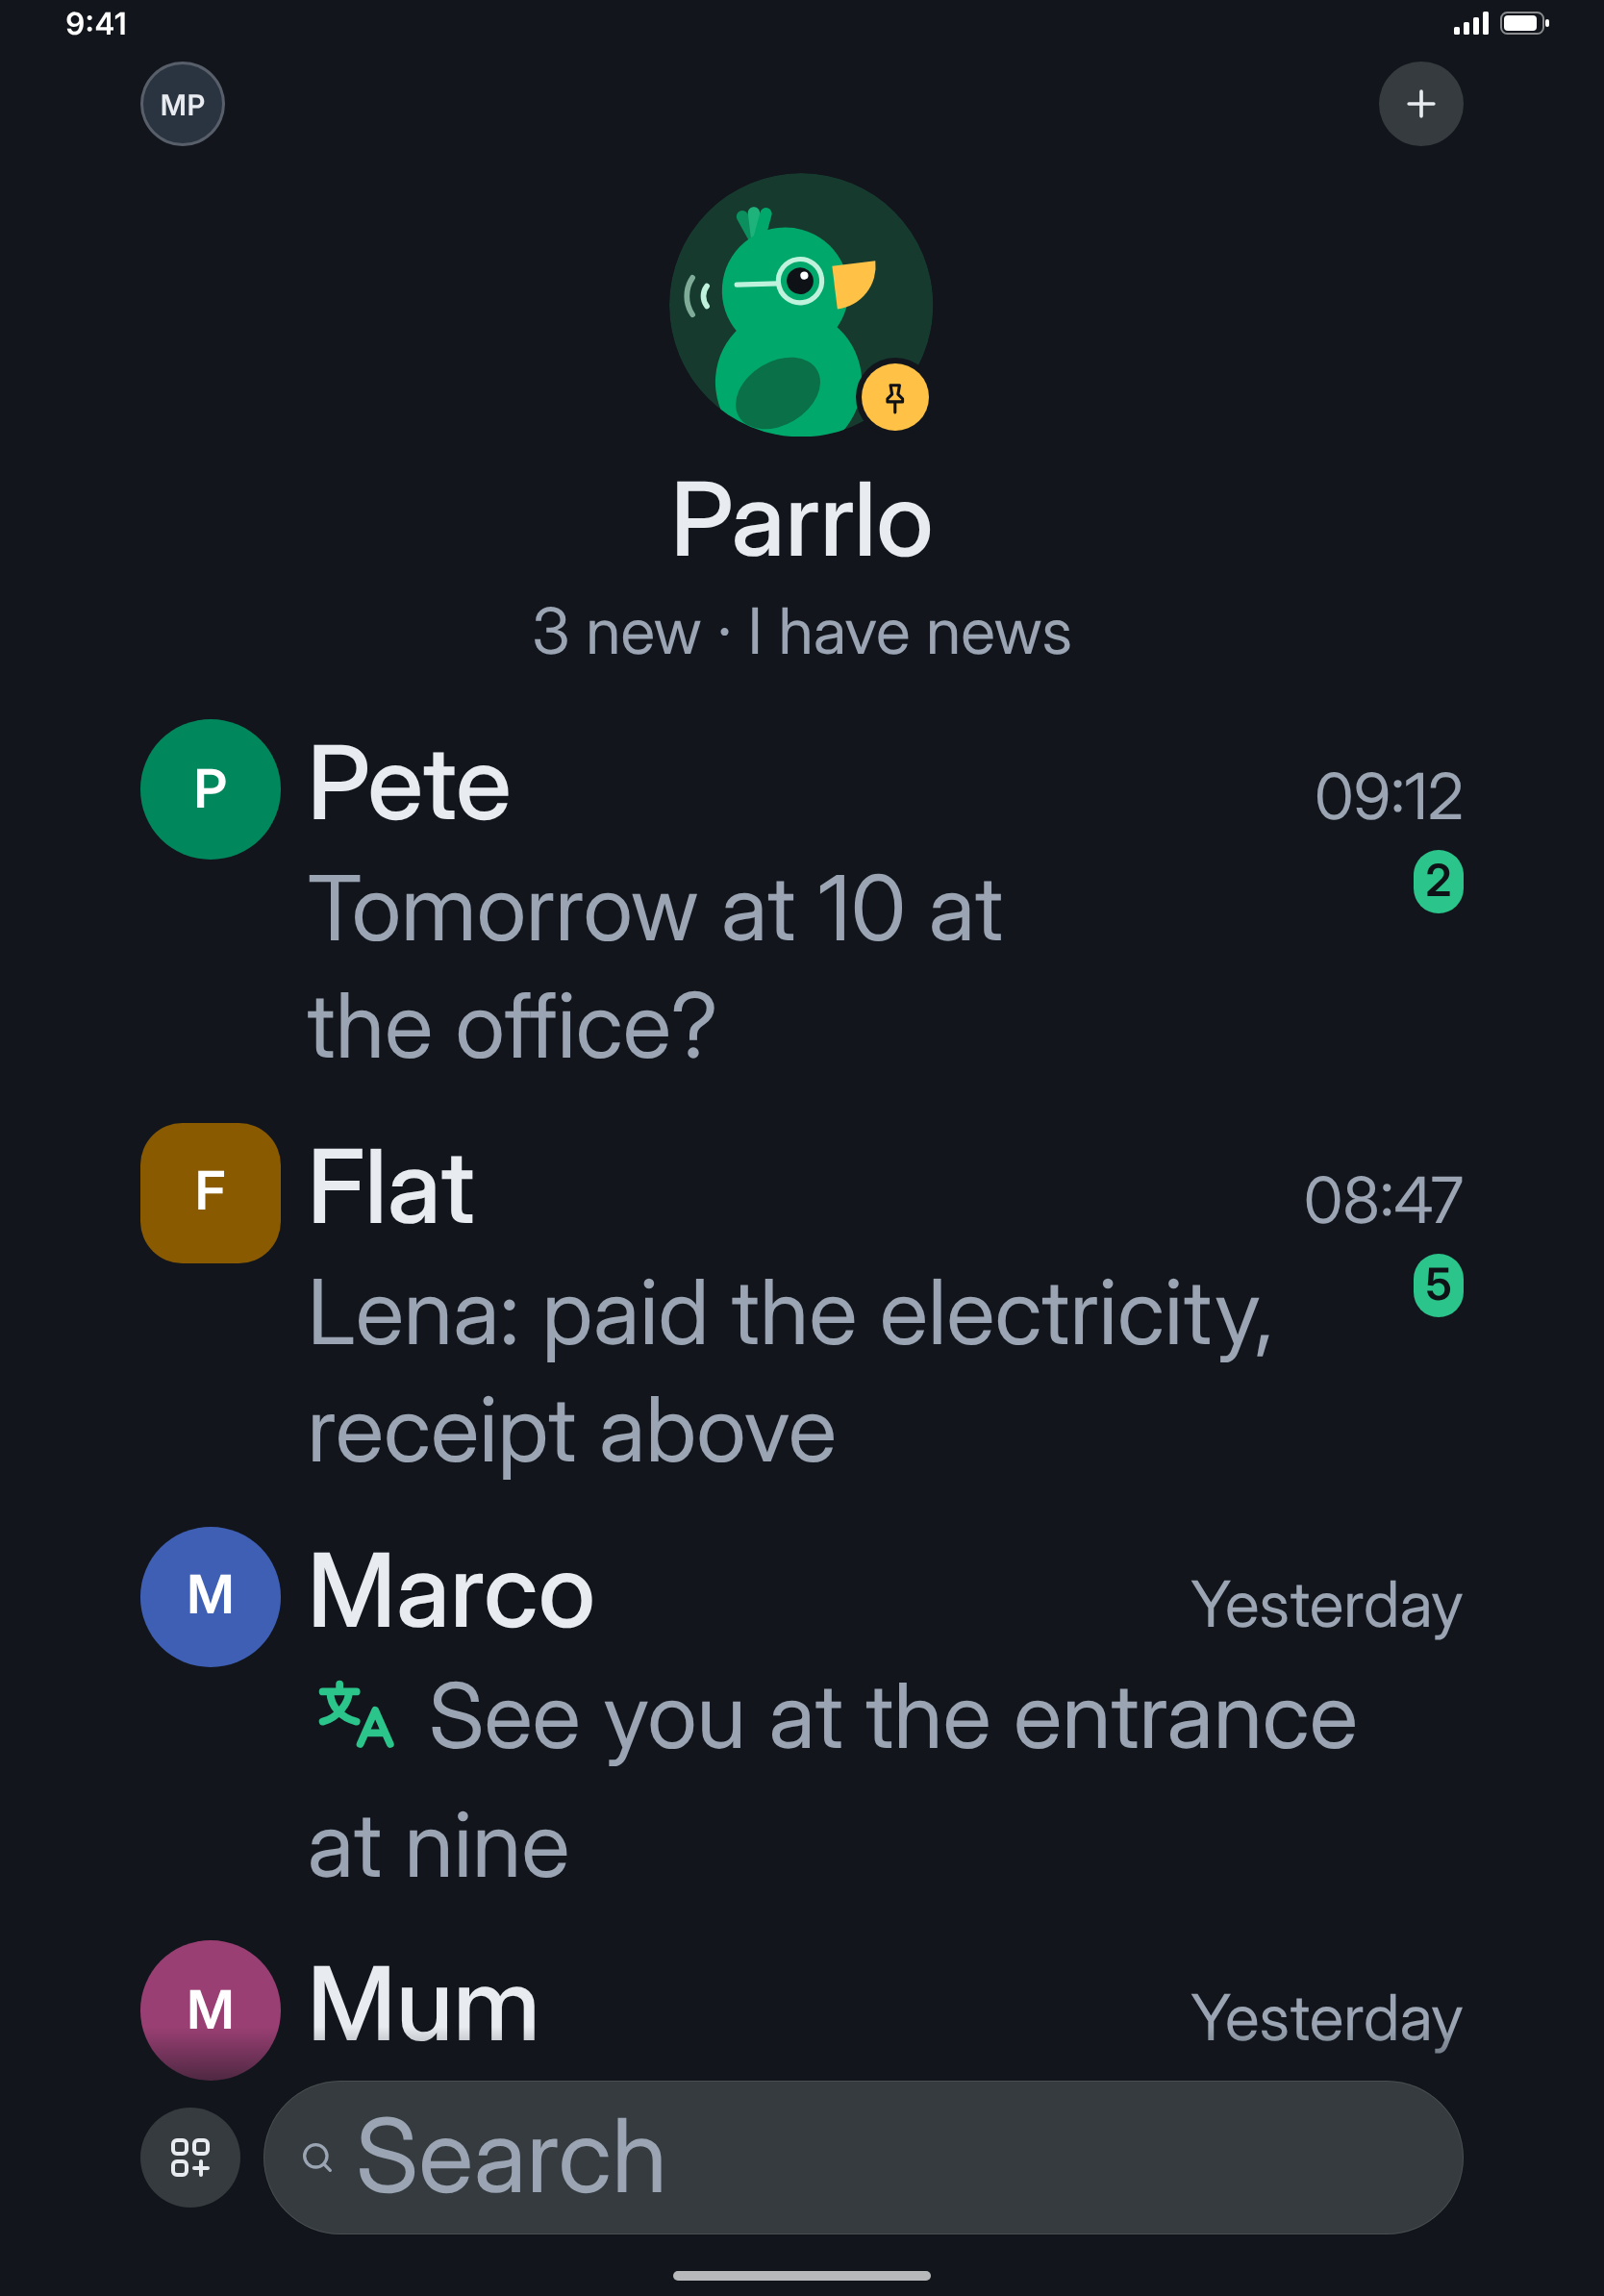 9:41
MP
Parrlo
3 new · I have news
P
Pete
09:12
Tomorrow at 10 at
2
the office?
F
Flat
08:47
Lena: paid the electricity,
5
receipt above
M
Marco
Yesterday
See you at the entrance
at nine
M
Mum
Yesterday
Search